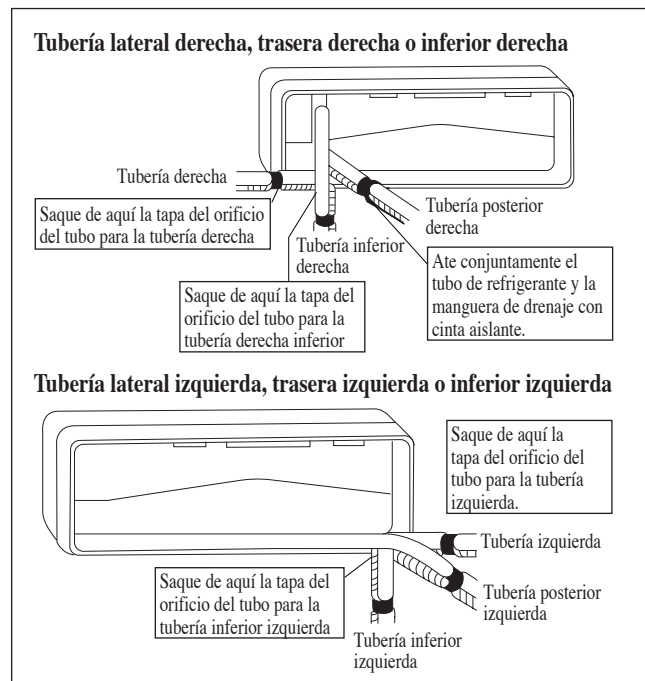 Tubería lateral derecha, trasera derecha o inferior derecha
Tubería derecha
Saque de aquí la tapa del orificio
del tubo para la tubería derecha
Tubería inferior
derecha
Saque de aquí la tapa del
orificio del tubo para la
tubería derecha inferior
Tubería posterior
derecha
Ate conjuntamente el
tubo de refrigerante y la
manguera de drenaje con
cinta aislante.
Tubería lateral izquierda, trasera izquierda o inferior izquierda
Saque de aquí la
tapa del orificio del
tubo para la tubería
izquierda.
Tubería izquierda
Tubería posterior
izquierda
Saque de aquí la tapa del
orificio del tubo para la
tubería inferior izquierda
Tubería inferior
izquierda